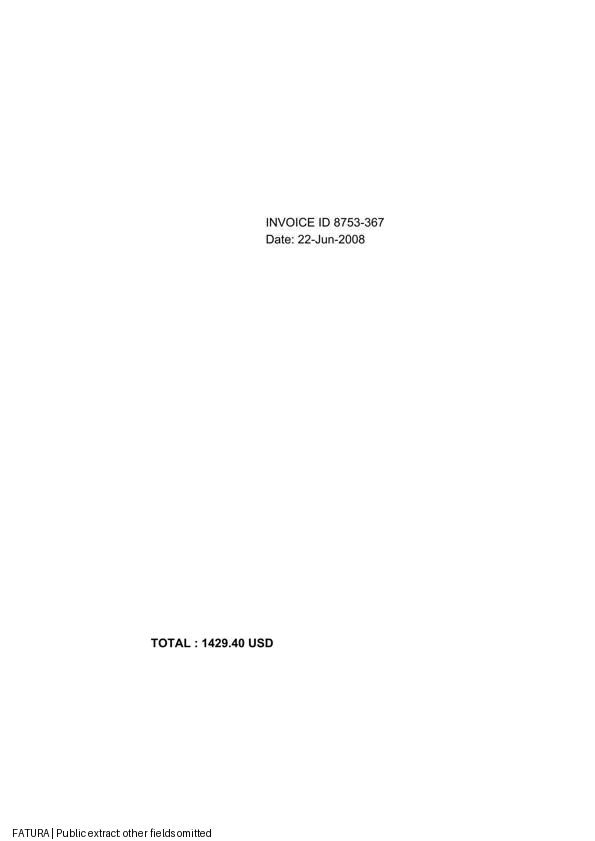 INVOICE ID 8753-367
Date: 22-Jun-2008
TOTAL : 1429.40 USD
FATURA | Public extract: other fields omitted